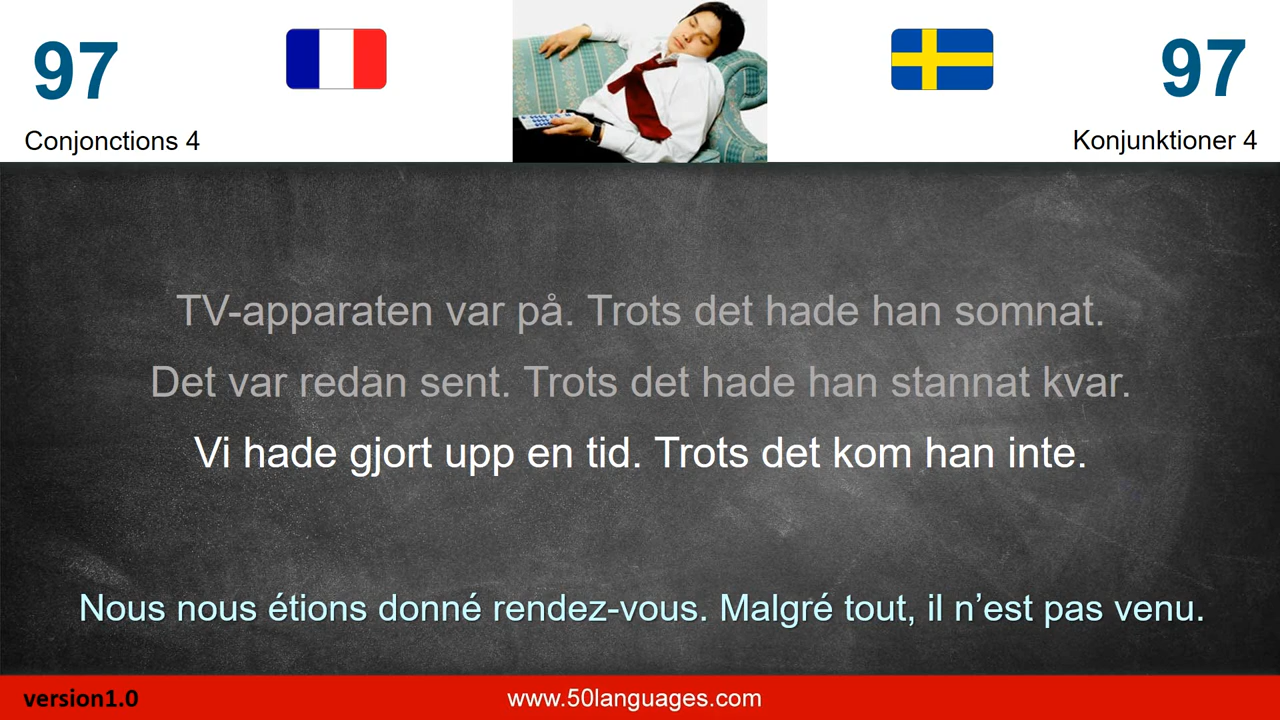 97
97
Conjonctions 4
Konjunktioner 4
TV-apparaten var på. Trots det hade han somnat.
Det var redan sent. Trots det hade han stannat kvar.
Vi hade gjort upp en tid. Trots det kom han inte.
Nous nous étions donné rendez-vous. Malgré tout, il n’est pas venu.
version1.0
www.50languages.com